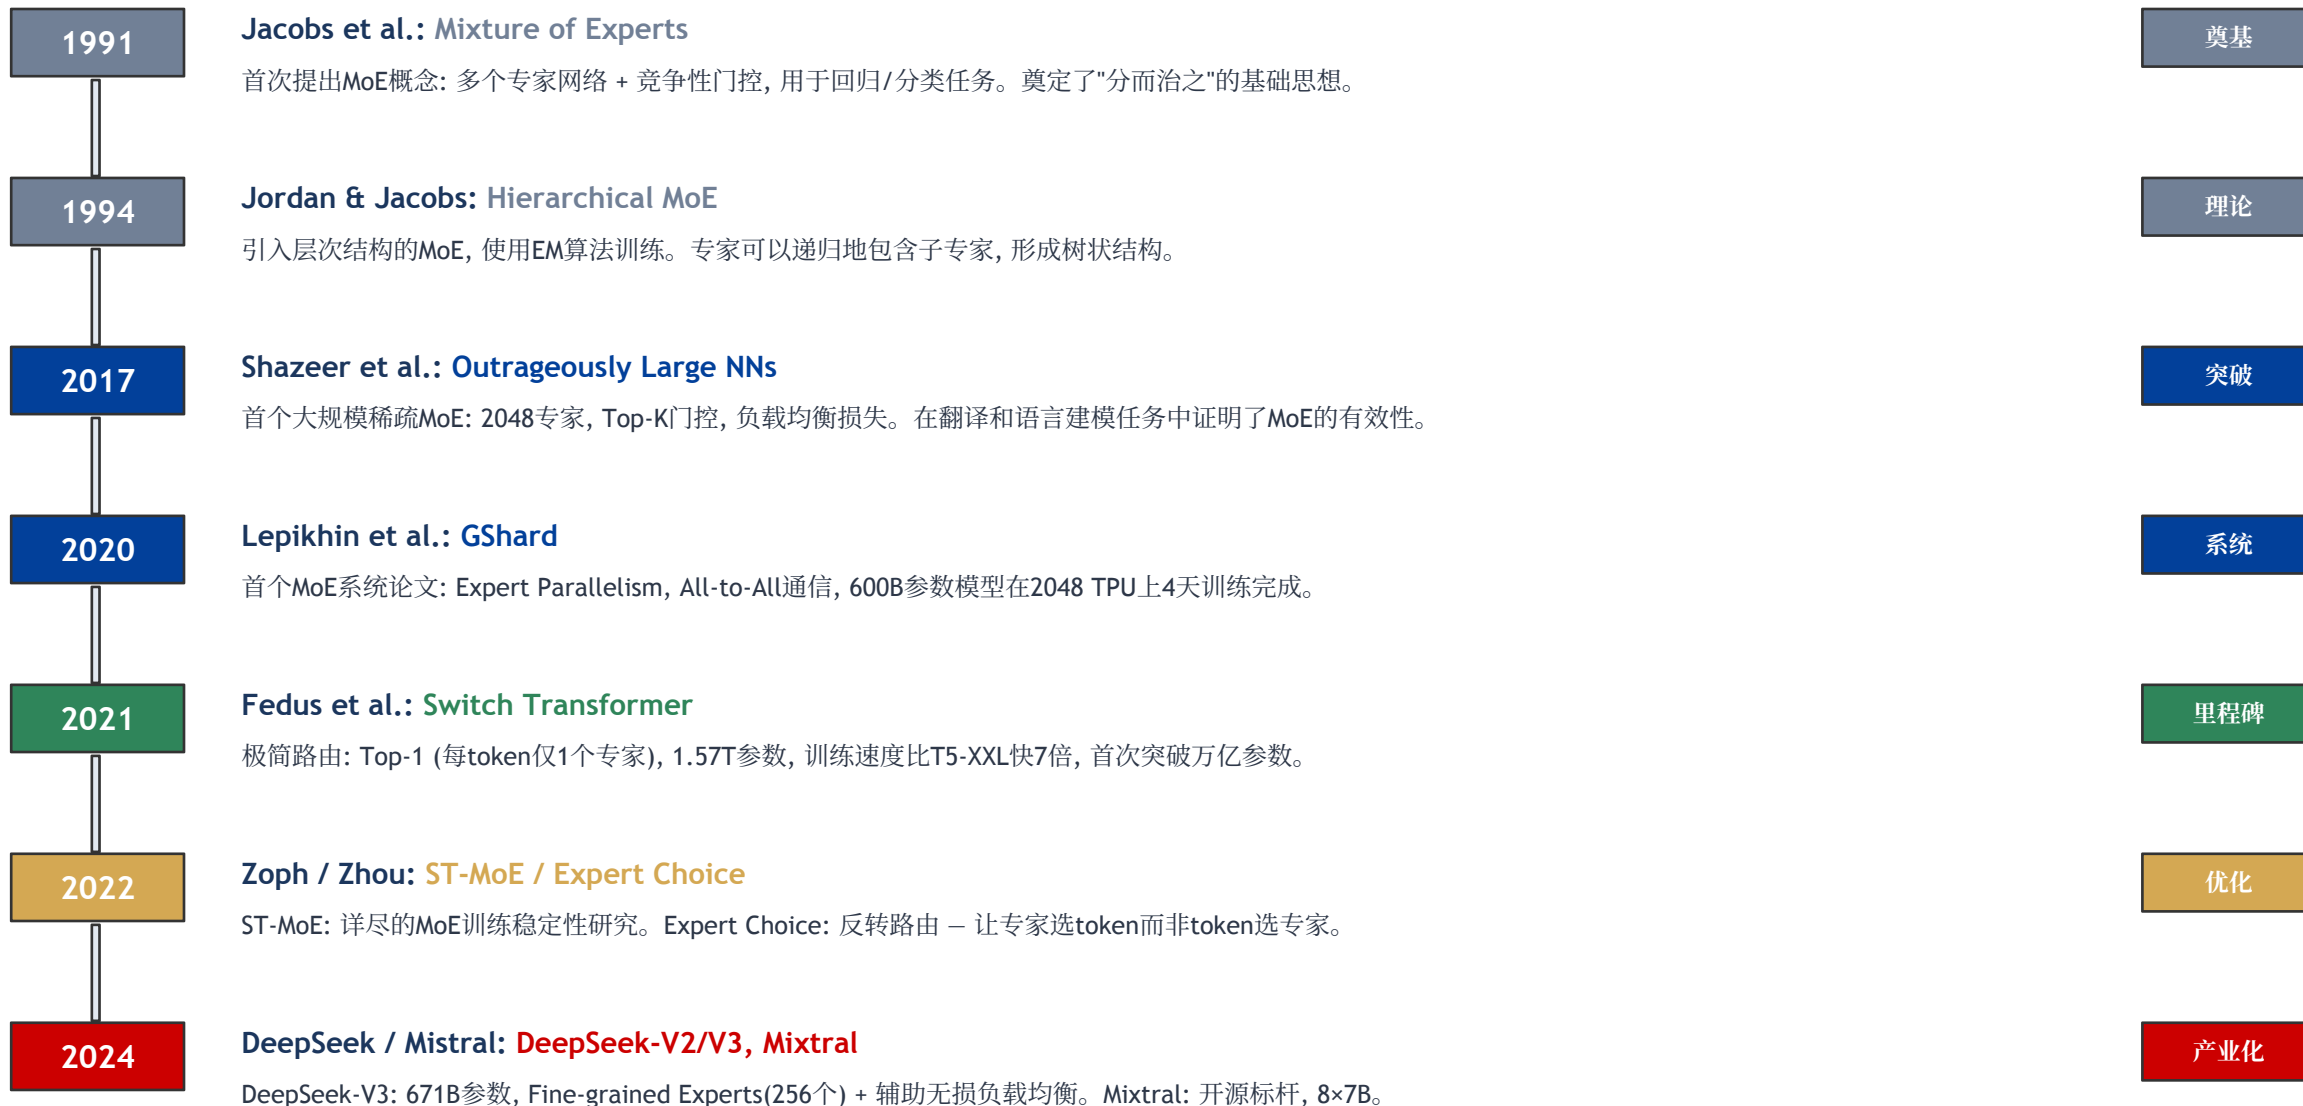 1991
Jacobs et al.: Mixture of Experts
奠基
首次提出MoE概念: 多个专家网络 + 竞争性门控, 用于回归/分类任务。奠定了"分而治之"的基础思想。
1994
Jordan & Jacobs: Hierarchical MoE
理论
引入层次结构的MoE, 使用EM算法训练。专家可以递归地包含子专家, 形成树状结构。
2017
Shazeer et al.: Outrageously Large NNs
突破
首个大规模稀疏MoE: 2048专家, Top-K门控, 负载均衡损失。在翻译和语言建模任务中证明了MoE的有效性。
2020
Lepikhin et al.: GShard
系统
首个MoE系统论文: Expert Parallelism, All-to-All通信, 600B参数模型在2048 TPU上4天训练完成。
2021
Fedus et al.: Switch Transformer
里程碑
极简路由: Top-1 (每token仅1个专家), 1.57T参数, 训练速度比T5-XXL快7倍, 首次突破万亿参数。
2022
Zoph / Zhou: ST-MoE / Expert Choice
优化
ST-MoE: 详尽的MoE训练稳定性研究。Expert Choice: 反转路由 — 让专家选token而非token选专家。
2024
DeepSeek / Mistral: DeepSeek-V2/V3, Mixtral
产业化
DeepSeek-V3: 671B参数, Fine-grained Experts(256个) + 辅助无损负载均衡。Mixtral: 开源标杆, 8×7B。